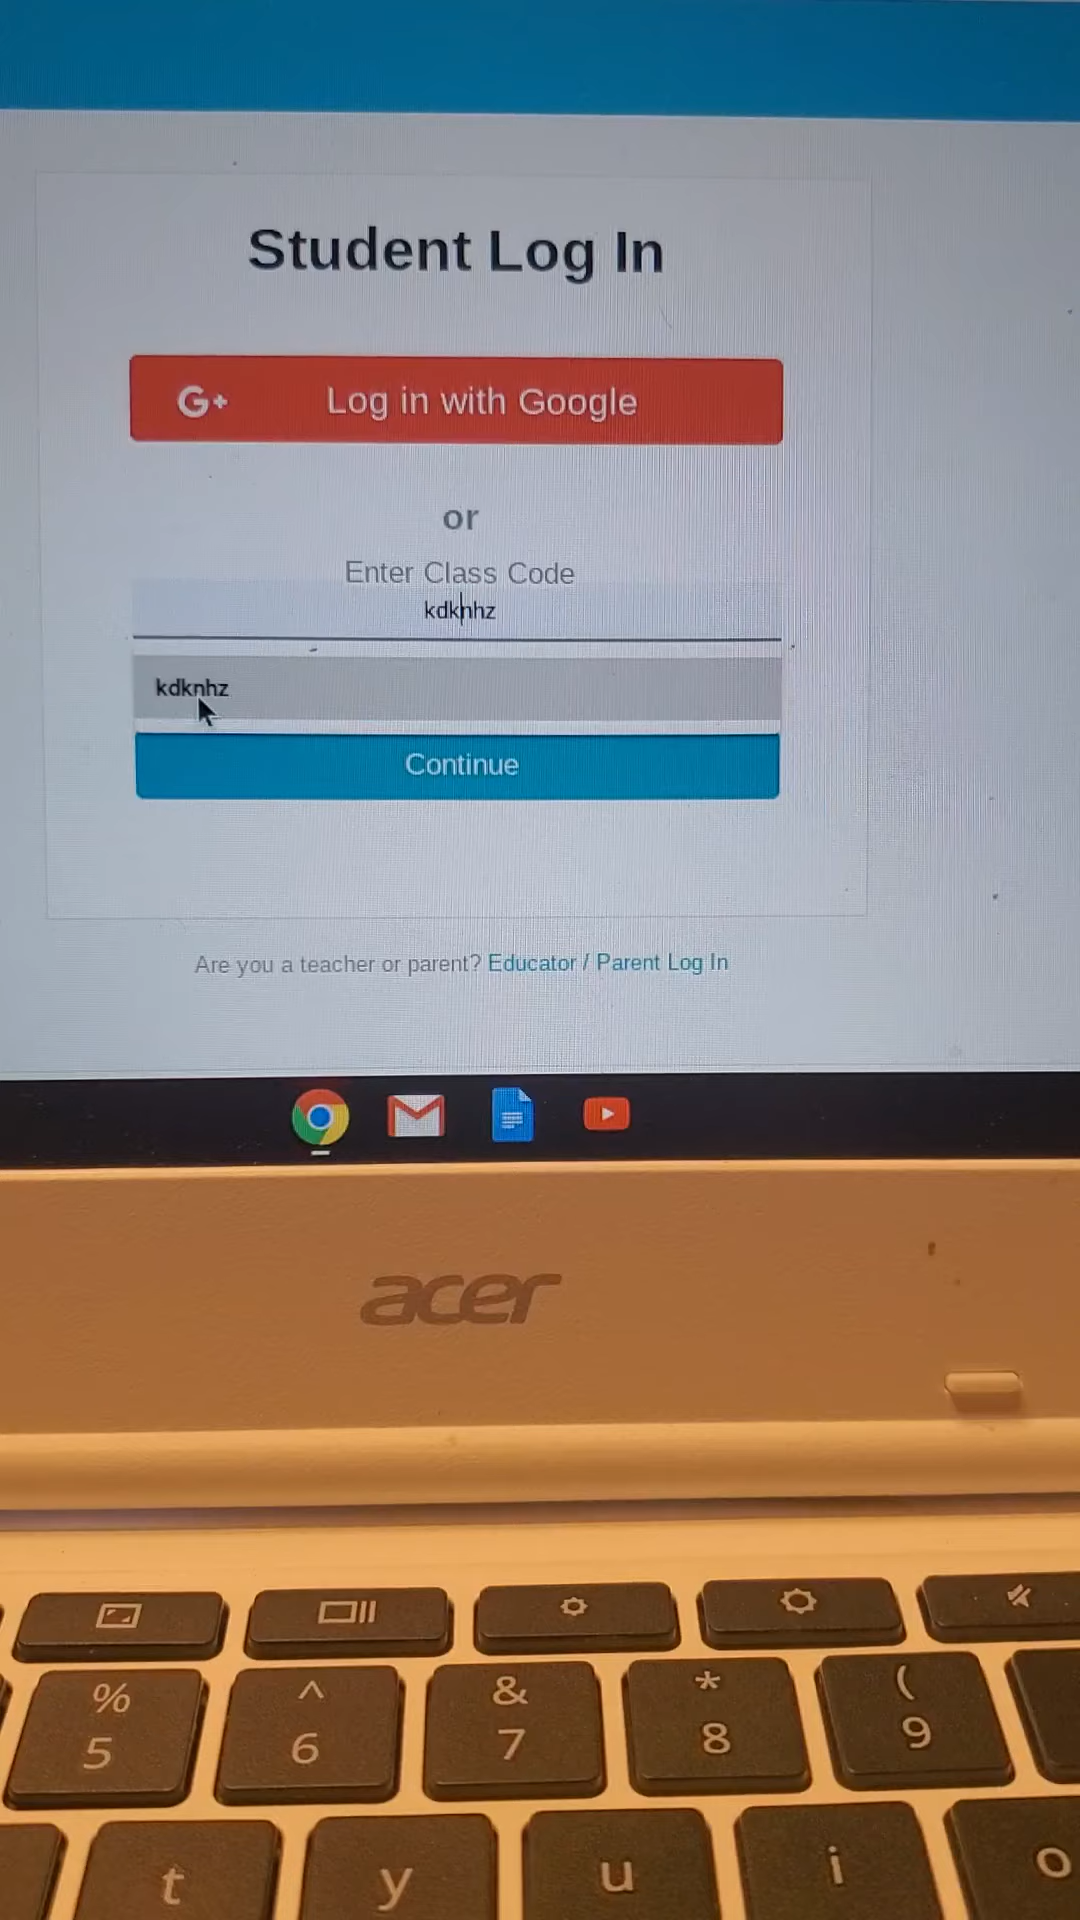 Student Log In
G+ Log in with Google
or
Enter Class Code
kdknhz
kdknhz
Continue
Are you a teacher or parent? Educator / Parent Log In
acer
% ^ & * (
5 6 7 8 9
t y u i o